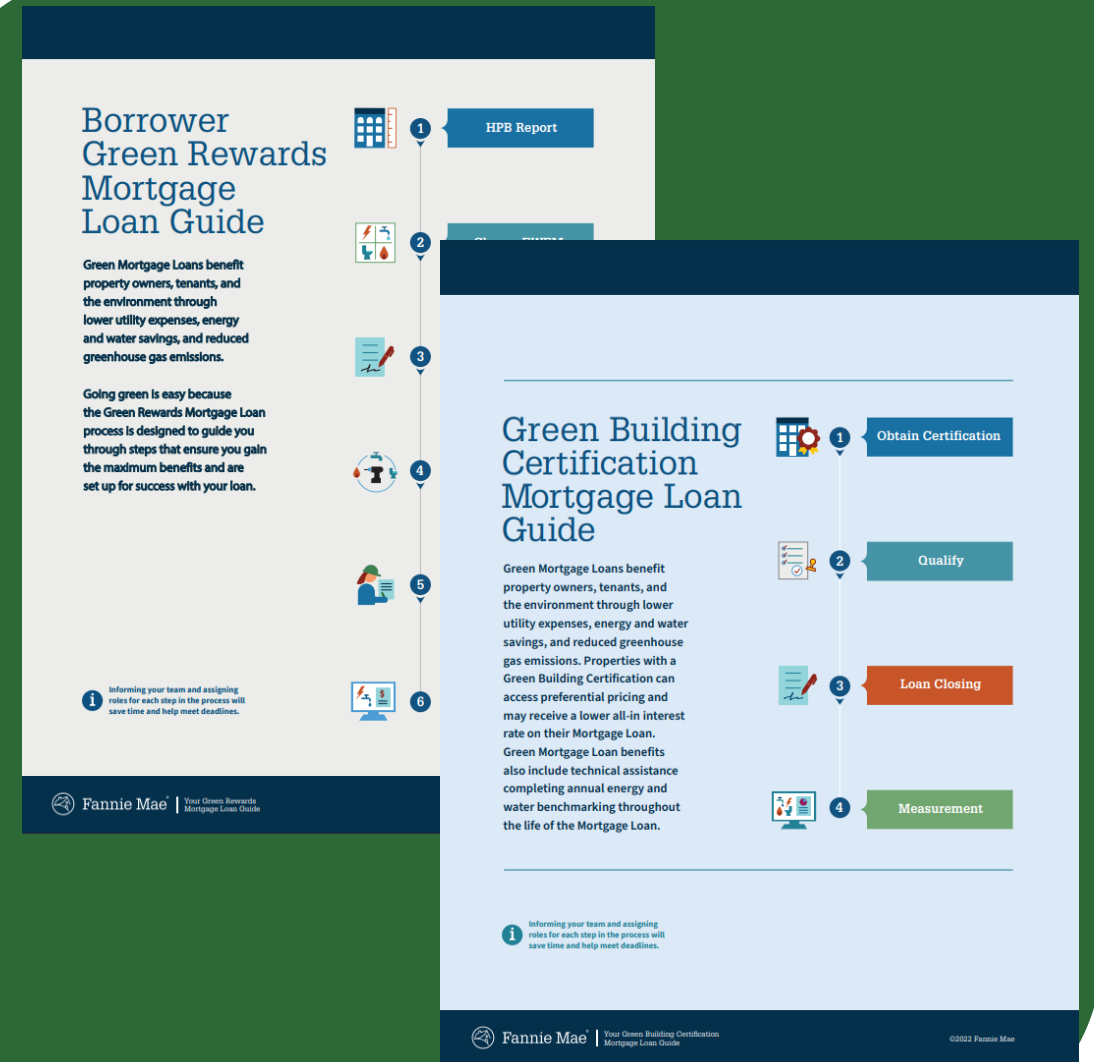 Borrower
Green Rewards
Mortgage
Loan Guide
Green Mortgage Loans benefit
property owners, tenants, and
the environment through
lower utility expenses, energy
and water savings, and reduced
greenhouse gas emissions.
Going green is easy because
the Green Rewards Mortgage Loan
process is designed to guide you
through steps that ensure you gain
the maximum benefits and are
set up for success with your loan.
1
HPB Report
2
3
4
5
6
i
Informing your team and assigning
roles for each step in the process will
save time and help meet deadlines.
Fannie Mae®
Your Green Rewards
Mortgage Loan Guide
Green Building
Certification
Mortgage Loan
Guide
Green Mortgage Loans benefit
property owners, tenants, and
the environment through lower
utility expenses, energy and water
savings, and reduced greenhouse
gas emissions. Properties with a
Green Building Certification can
access preferential pricing and
may receive a lower all-in interest
rate on their Mortgage Loan.
Green Mortgage Loan benefits
also include technical assistance
completing annual energy and
water benchmarking throughout
the life of the Mortgage Loan.
1
Obtain Certification
2
Qualify
3
Loan Closing
4
Measurement
i
Informing your team and assigning
roles for each step in the process will
save time and help meet deadlines.
Fannie Mae®
Your Green Building Certification
Mortgage Loan Guide
©2022 Fannie Mae